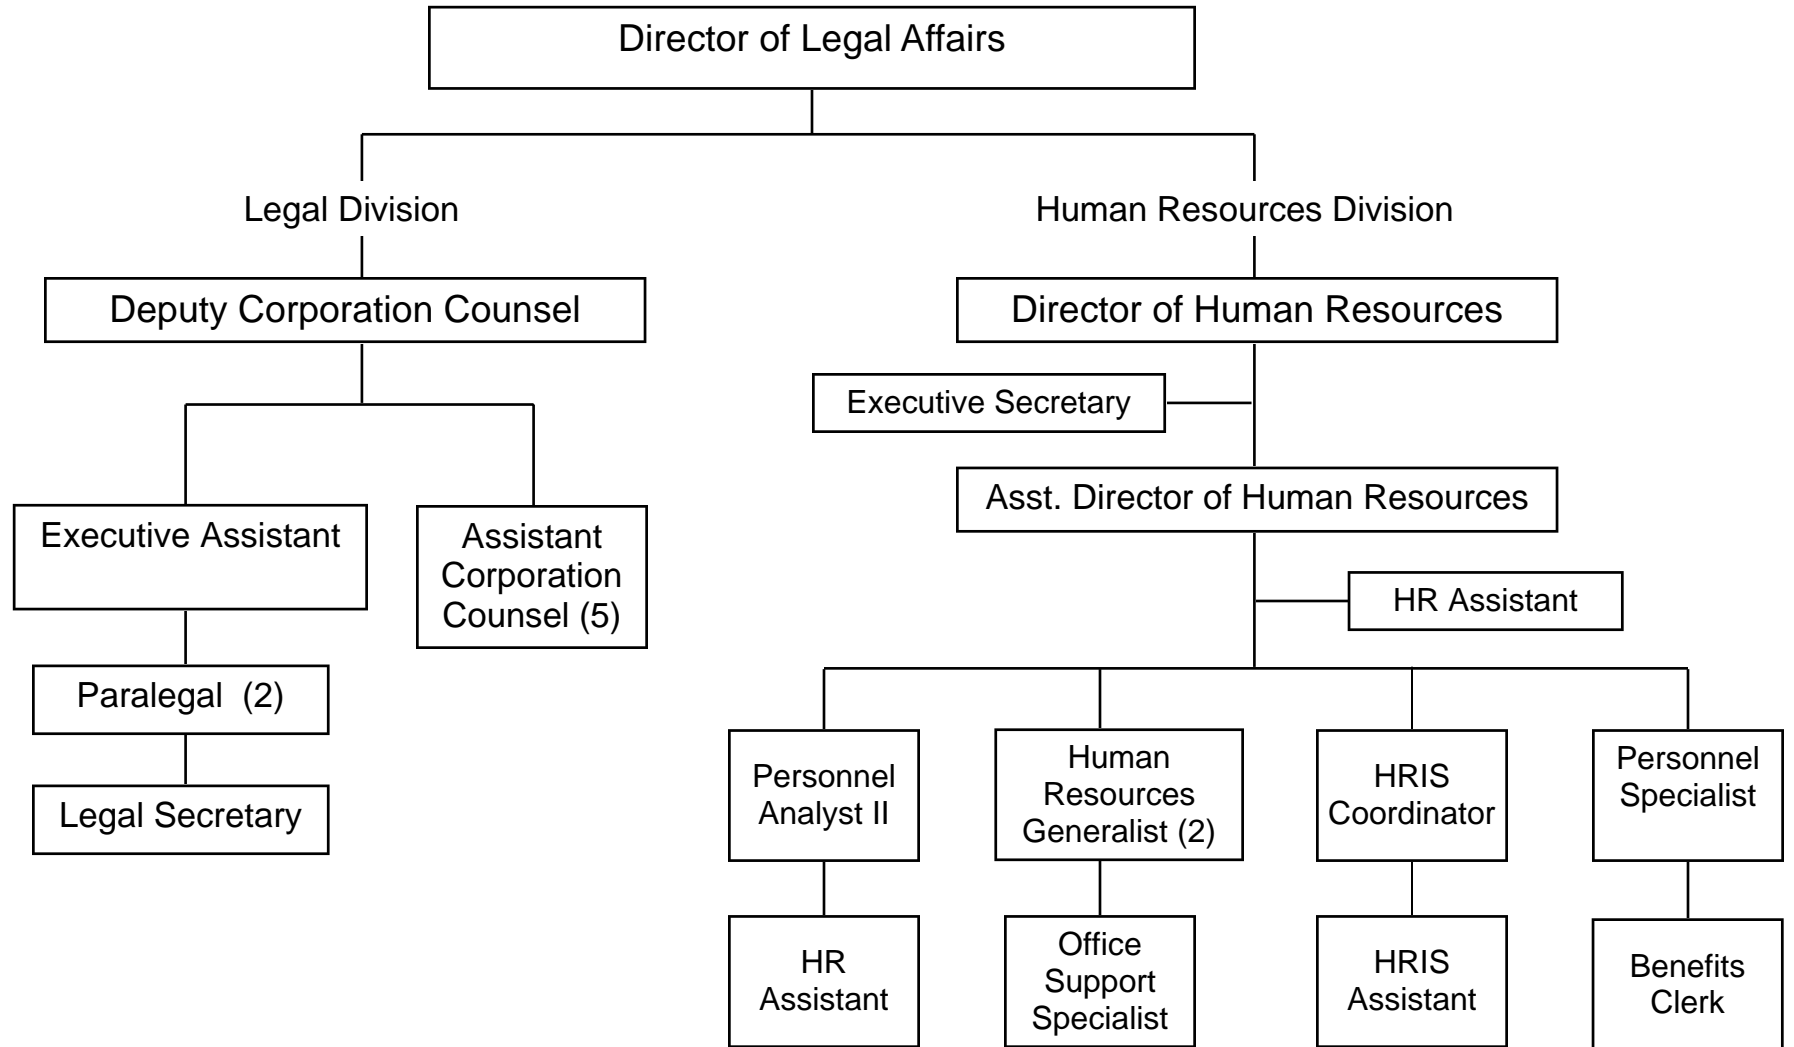 Director of Legal Affairs
Legal Division
Human Resources Division
Deputy Corporation Counsel
Director of Human Resources
Executive Secretary
Asst. Director of Human Resources
Executive Assistant
Assistant
Corporation
Counsel (5)
HR Assistant
Paralegal (2)
Legal Secretary
Personnel
Analyst II
Human
Resources
Generalist (2)
HRIS
Coordinator
Personnel
Specialist
HR
Assistant
Office
Support
Specialist
HRIS
Assistant
Benefits
Clerk